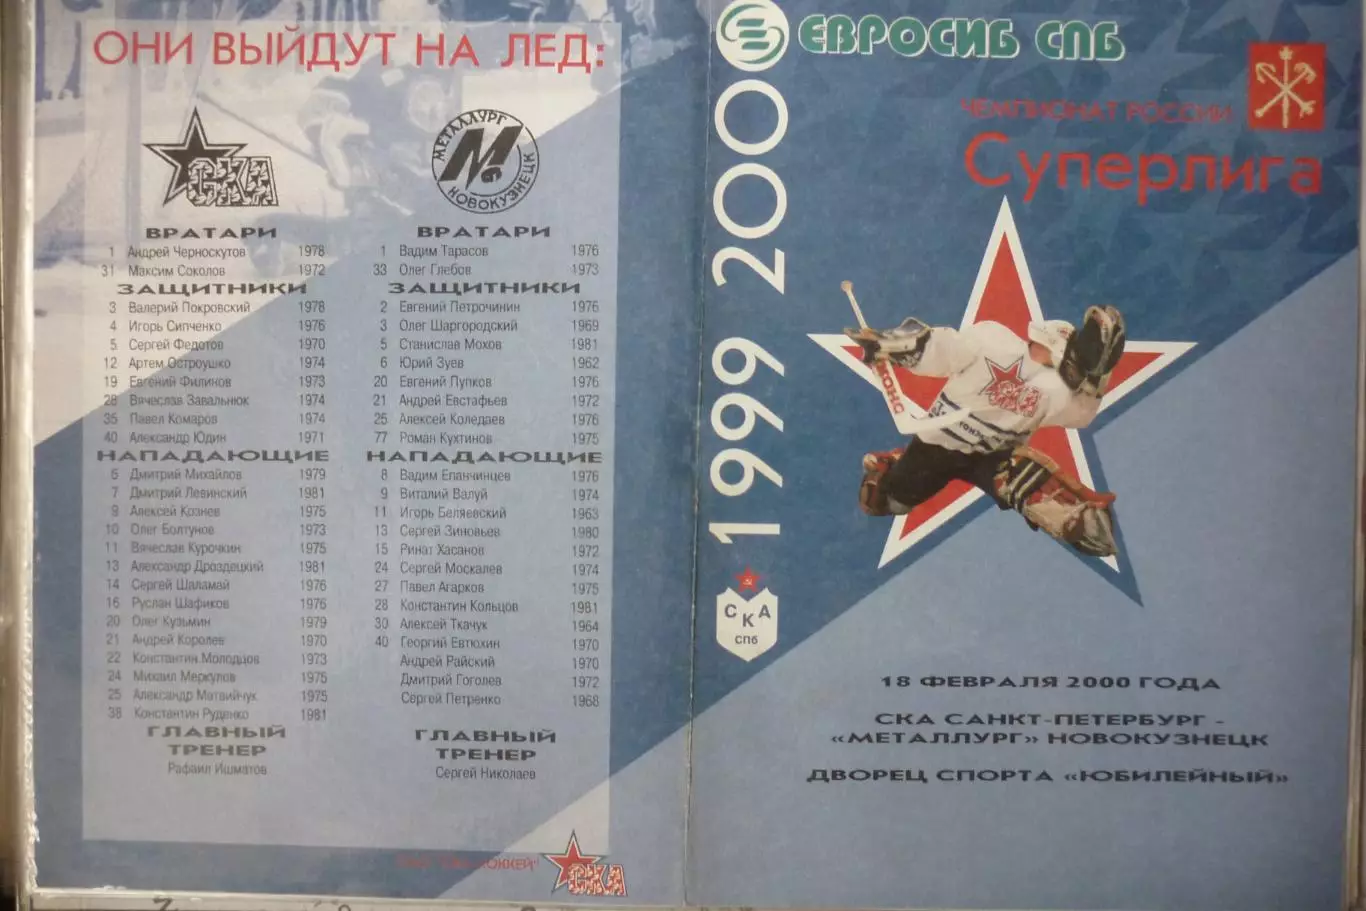 ОНИ ВЫЙДУТ НА ЛЕД:
СКА
ВРАТАРИ
1 Андрей Черноскутов 1978
31 Максим Соколов 1972
ЗАЩИТНИКИ
3 Валерий Покровский 1978
4 Игорь Сипченко 1976
5 Сергей Федотов 1970
12 Артем Остроушко 1974
19 Евгений Филинов 1973
28 Вячеслав Завальнюк 1974
35 Павел Комаров 1974
40 Александр Юдин 1971
НАПАДАЮЩИЕ
6 Дмитрий Михайлов 1979
7 Дмитрий Левинский 1981
9 Алексей Кознев 1975
10 Олег Болтунов 1973
11 Вячеслав Курочкин 1975
13 Александр Дроздецкий 1981
14 Сергей Шаламай 1976
16 Руслан Шафиков 1976
20 Олег Кузьмин 1979
21 Андрей Королев 1970
22 Константин Молодцов 1973
24 Михаил Меркулов 1975
25 Александр Матвийчук 1975
38 Константин Руденко 1981
ГЛАВНЫЙ
ТРЕНЕР
Рафаил Ишматов
МЕТАЛЛУРГ
М
НОВОКУЗНЕЦК
ВРАТАРИ
1 Вадим Тарасов 1976
33 Олег Глебов 1973
ЗАЩИТНИКИ
2 Евгений Петрочинин 1976
3 Олег Шаргородский 1969
5 Станислав Мохов 1981
6 Юрий Зуев 1962
20 Евгений Пупков 1976
21 Андрей Евстафьев 1972
25 Алексей Коледаев 1976
77 Роман Кухтинов 1975
НАПАДАЮЩИЕ
8 Вадим Епанчинцев 1976
9 Виталий Валуй 1974
11 Игорь Беляевский 1963
13 Сергей Зиновьев 1980
15 Ринат Хасанов 1972
24 Сергей Москалев 1974
27 Павел Агарков 1975
28 Константин Кольцов 1981
30 Алексей Ткачук 1964
40 Георгий Евтюхин 1970
Андрей Райский 1970
Дмитрий Гоголев 1972
Сергей Петренко 1968
ГЛАВНЫЙ
ТРЕНЕР
Сергей Николаев
СКА
ЕВРОСИБ СПБ
1999 2000
ЧЕМПИОНАТ РОССИИ
Суперлига
СКА
СКА
СПб
18 ФЕВРАЛЯ 2000 ГОДА
СКА САНКТ-ПЕТЕРБУРГ -
«МЕТАЛЛУРГ» НОВОКУЗНЕЦК
ДВОРЕЦ СПОРТА «ЮБИЛЕЙНЫЙ»